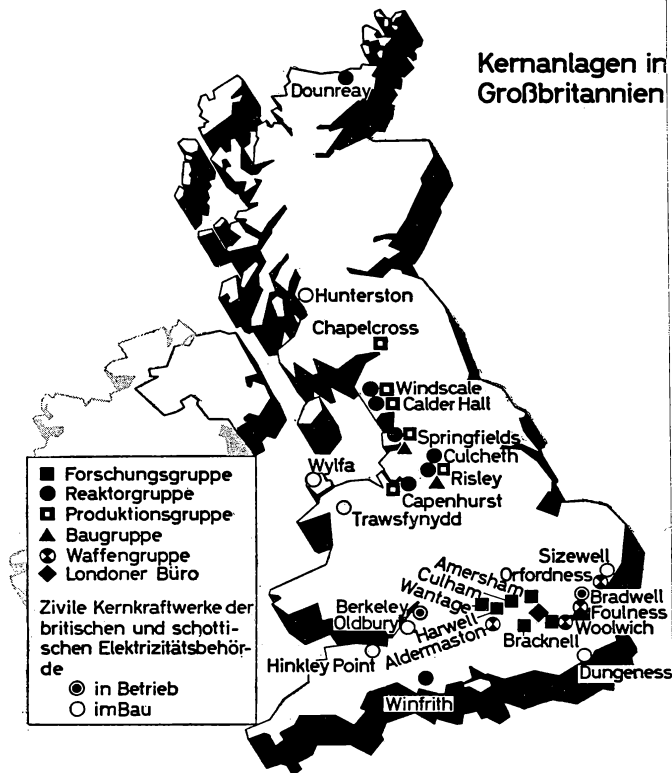 Kernanlagen in
Großbritannien
Dounreay
Hunterston
Chapelcross
Windscale
Calder Hall
Springfields
Culcheth
Risley
Capenhurst
Wylfa
Trawsfynydd
Sizewell
Orfordness
Bradwell
Foulness
Woolwich
Amersham
Culham
Wantage
Harwell
Aldermaston
Bracknell
Berkeley
Oldbury
Hinkley Point
Dungeness
Winfrith
Forschungsgruppe
Reaktorgruppe
Produktionsgruppe
Baugruppe
Waffengruppe
Londoner Büro
Zivile Kernkraftwerke der
britischen und schotti-
schen Elektrizitätsbehör-
de
in Betrieb
imBau